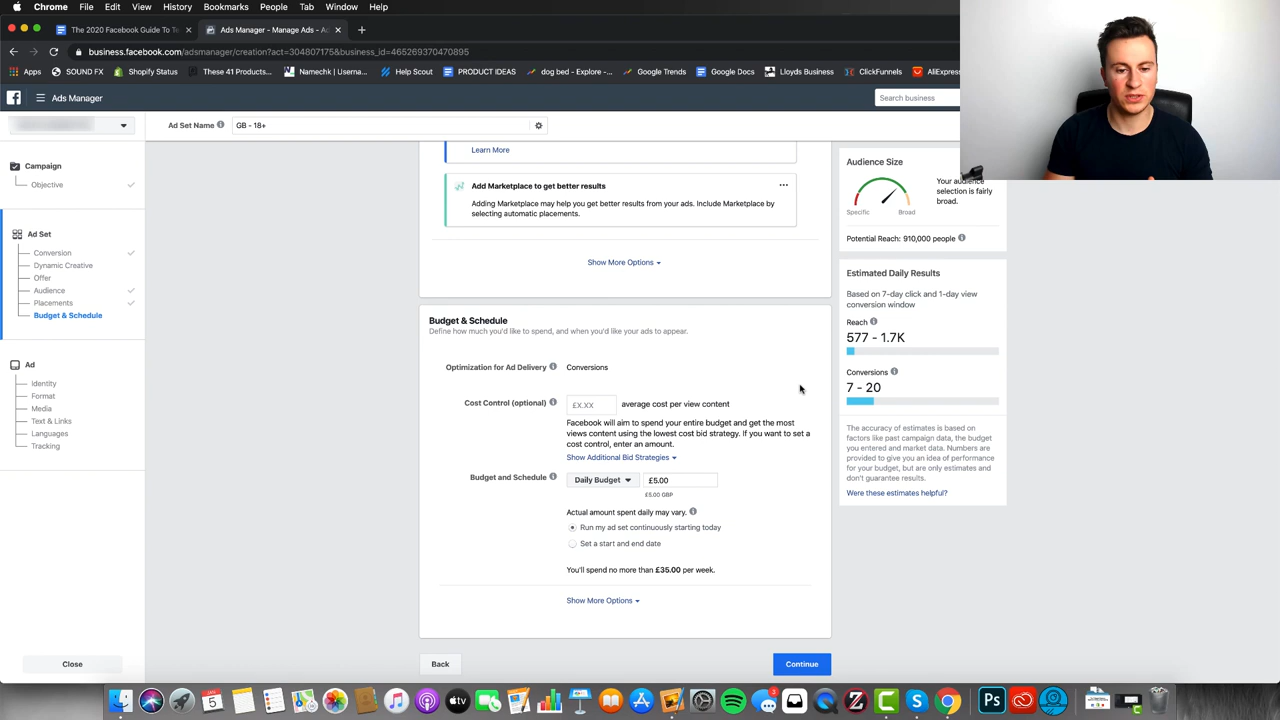 Chrome File Edit View History Bookmarks People Tab Window Help
The 2020 Facebook Guide To Te
Ads Manager - Manage Ads - Ad
business.facebook.com/adsmanager/creation?act=304807175&business_id=465269370470895
Apps SOUND FX Shopify Status These 41 Products... Namechk | Userna... Help PRODUCT IDEAS dog bed - Explore -... Google Trends Google Docs Lloyds Business ClickFunnels AliExpres
Ads Manager
Search business
Ad Set Name
GB - 18+
Campaign
Objective
Ad Set
Conversion
Dynamic Creative
Offer
Audience
Placements
Budget & Schedule
Ad
Identity
Format
Media
Text & Links
Languages
Tracking
Close
Learn More
Add Marketplace to get better results
Adding Marketplace may help you get better results from your ads. Include Marketplace by
selecting automatic placements.
Show More Options
Budget & Schedule
Define how much you'd like to spend, and when you'd like your ads to appear.
Optimization for Ad Delivery
Conversions
Cost Control (optional)
£X.XX
average cost per view content
Facebook will aim to spend your entire budget and get the most
views content using the lowest cost bid strategy. If you want to set a
cost control, enter an amount.
Show Additional Bid Strategies
Budget and Schedule
Daily Budget
£5.00
£5.00 GBP
Actual amount spent daily may vary.
Run my ad set continuously starting today
Set a start and end date
You'll spend no more than £35.00 per week.
Show More Options
Back
Continue
Audience Size
Specific
Broad
Your audience
selection is fairly
broad.
Potential Reach: 910,000 people
Estimated Daily Results
Based on 7-day click and 1-day view
conversion window
Reach
577 - 1.7K
Conversions
7 - 20
The accuracy of estimates is based on
factors like past campaign data, the budget
you entered and market data. Numbers are
provided to give you an idea of performance
for your budget, but are only estimates and
don't guarantee results.
Were these estimates helpful?
JAN
5
3
tv
Ps